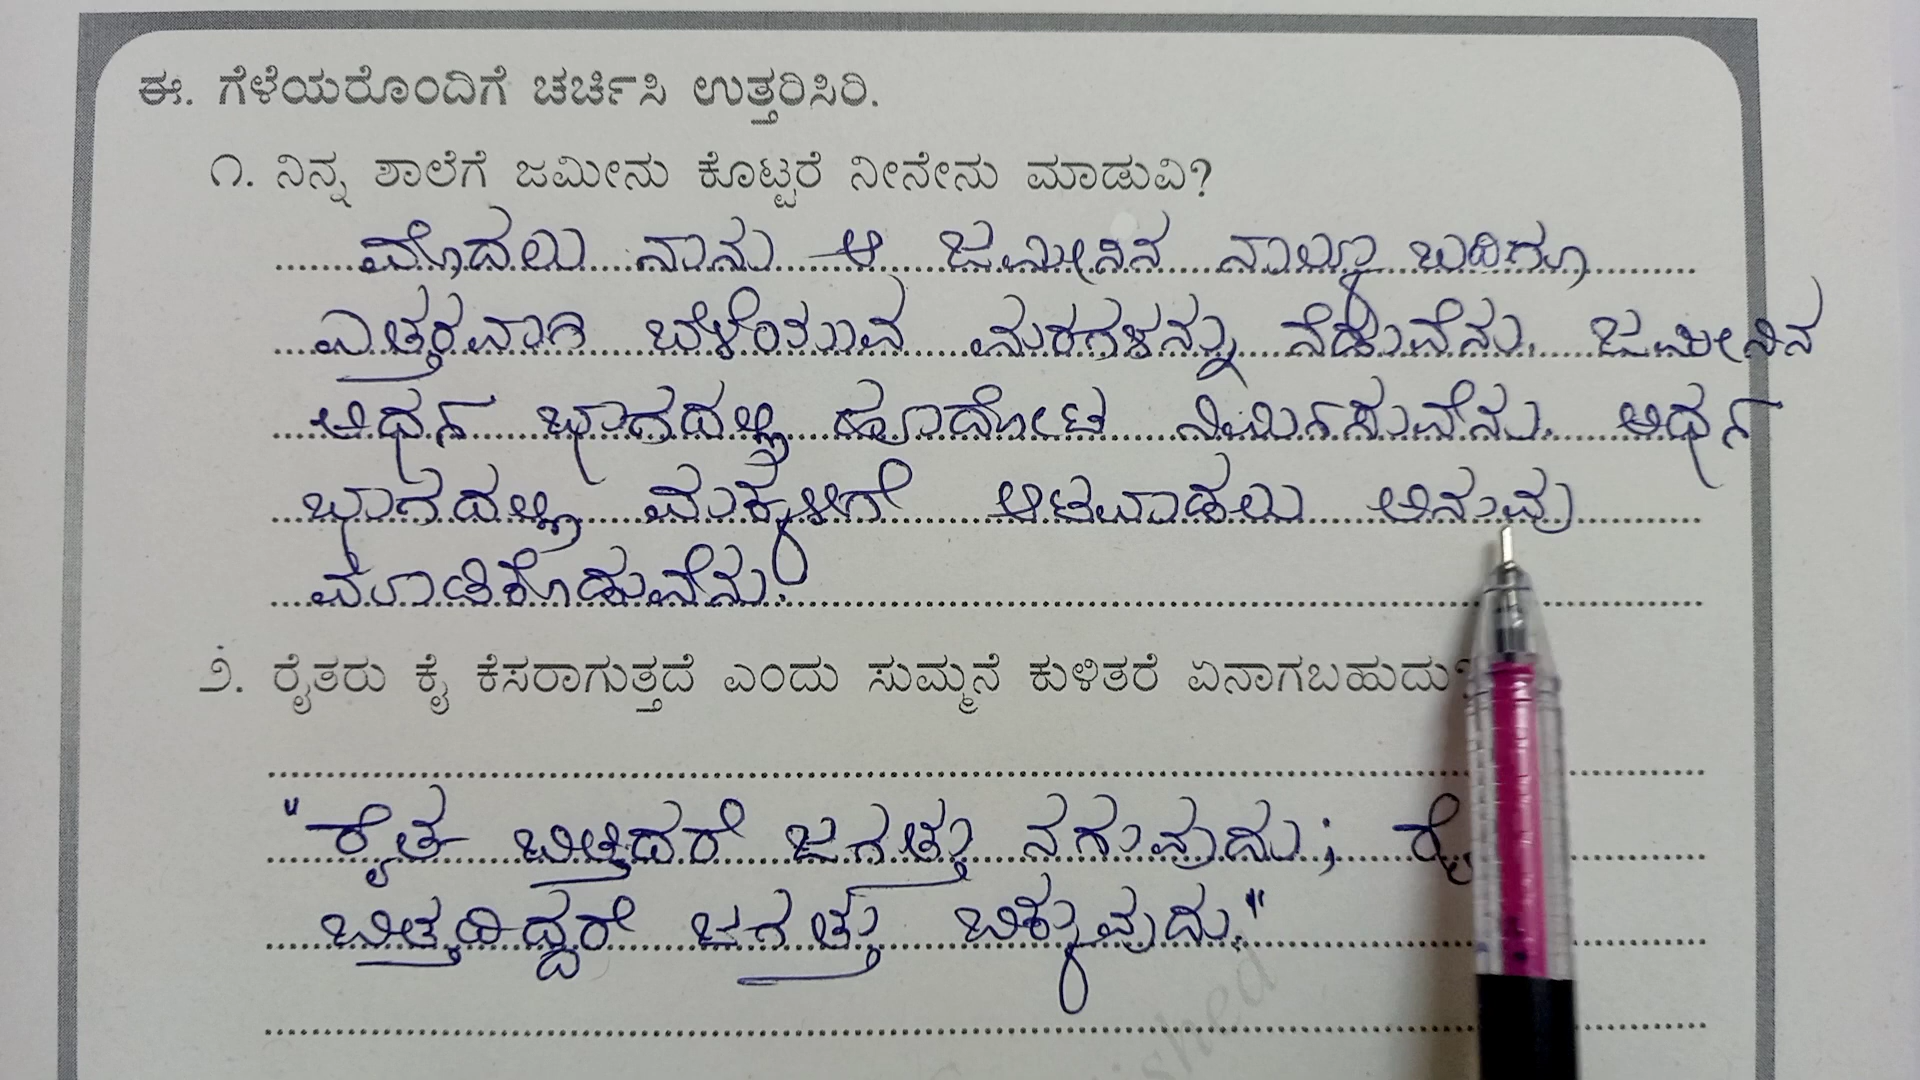 ಈ. ಗೆಳೆಯರೊಂದಿಗೆ ಚರ್ಚಿಸಿ ಉತ್ತರಿಸಿರಿ.
೧. ನಿನ್ನ ಶಾಲೆಗೆ ಜಮೀನು ಕೊಟ್ಟರೆ ನೀನೇನು ಮಾಡುವಿ?
ಮೊದಲು ನಾನು ಆ ಜಮೀನಿನ ನಾಲ್ಕೂ ಬದಿಗೂ
ಎತ್ತರವಾಗಿ ಬೆಳೆಯುವ ಮರಗಳನ್ನು ನೆಡುವೆನು. ಜಮೀನಿನ
ಅರ್ಧ ಭಾಗದಲ್ಲಿ ಹೂದೋಟ ನಿರ್ಮಿಸುವೆನು. ಅರ್ಧ
ಭಾಗದಲ್ಲಿ ಮಕ್ಕಳಿಗೆ ಆಟವಾಡಲು ಅನುವು
ಮಾಡಿಕೊಡುವೆನು.
೨. ರೈತರು ಕೈ ಕೆಸರಾಗುತ್ತದೆ ಎಂದು ಸುಮ್ಮನೆ ಕುಳಿತರೆ ಏನಾಗಬಹುದು?
"ರೈತ ಬಿತ್ತಿದರೆ ಜಗತ್ತು ನಗುವುದು; ರೈ
ಬಿತ್ತದಿದ್ದರೆ ಜಗತ್ತು ಬಿಕ್ಕುವುದು."